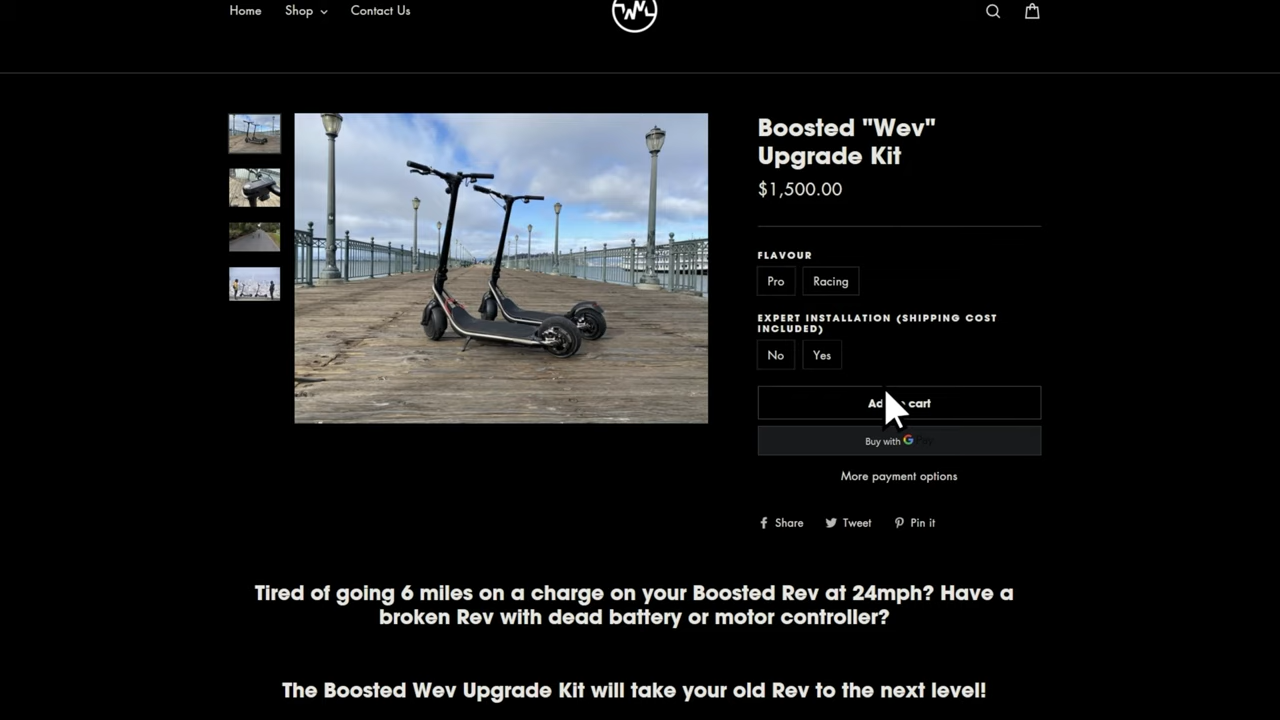 Home Shop Contact Us
Boosted "Wev"
Upgrade Kit
$1,500.00
FLAVOUR
Pro Racing
EXPERT INSTALLATION (SHIPPING COST
INCLUDED)
No Yes
Add to cart
Buy with G Pay
More payment options
Share Tweet Pin it
Tired of going 6 miles on a charge on your Boosted Rev at 24mph? Have a
broken Rev with dead battery or motor controller?
The Boosted Wev Upgrade Kit will take your old Rev to the next level!